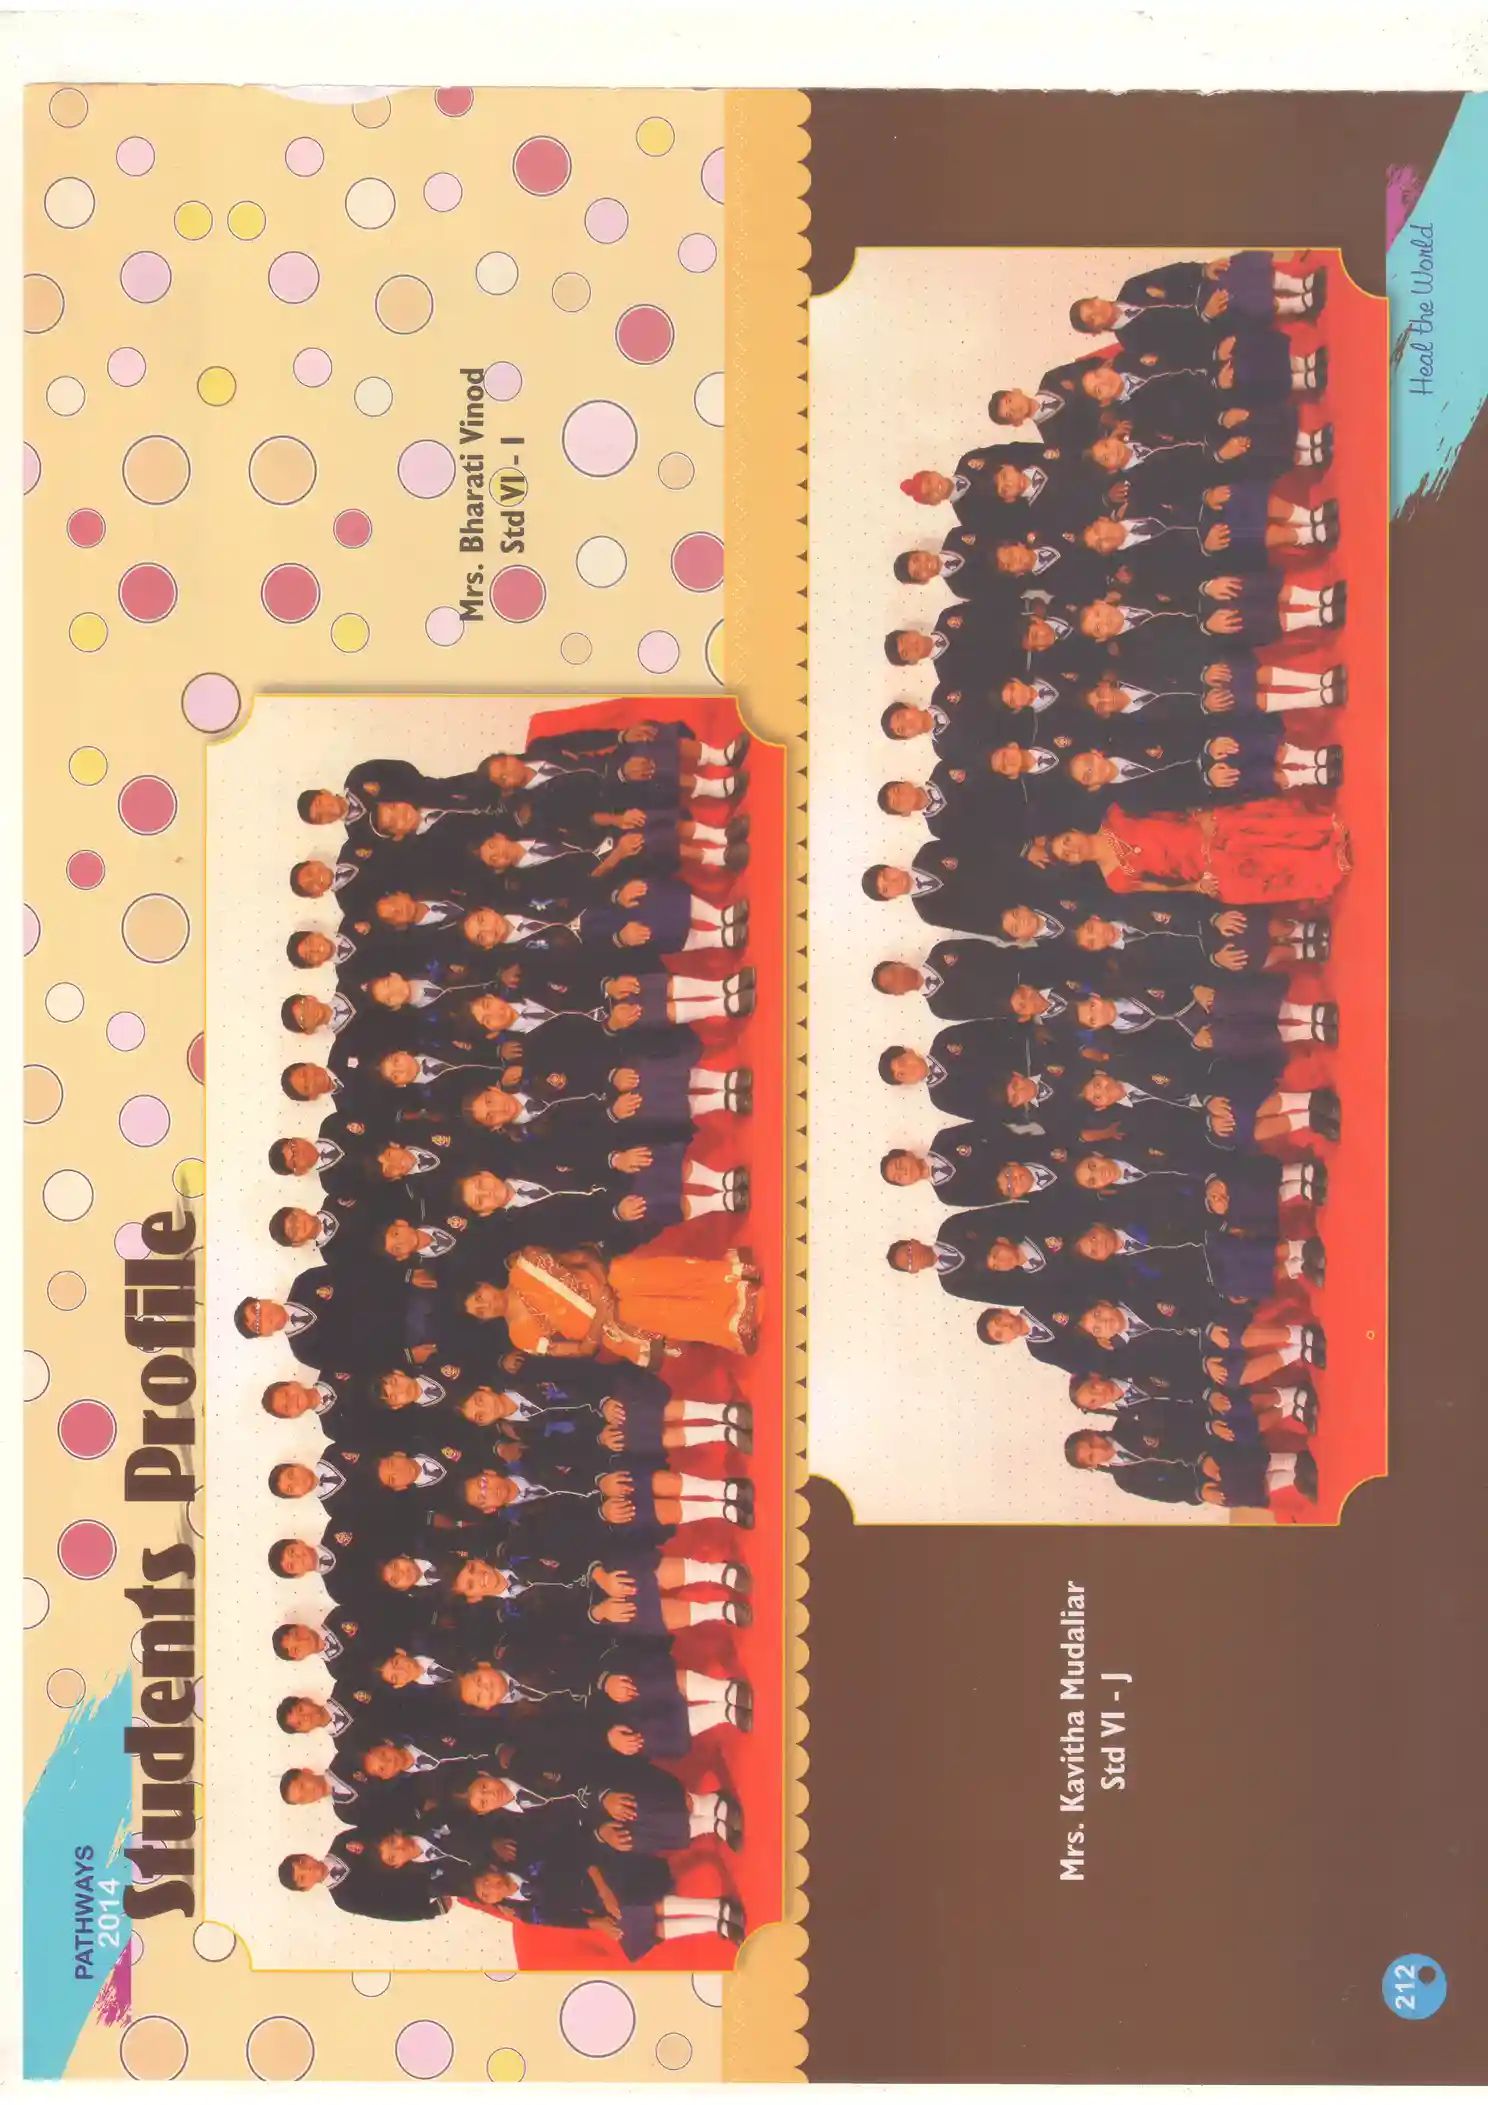 PATHWAYS
2014
Students Profile
Mrs. Bharati Vinod
Std VI - I
Mrs. Kavitha Mudaliar
Std VI - J
212
Heal the World